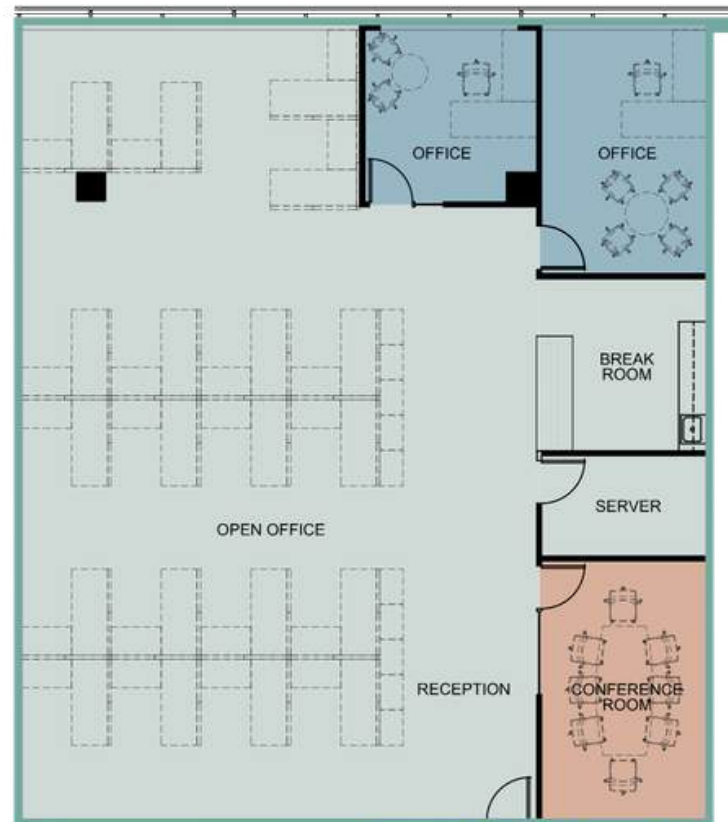 OFFICE
OFFICE
BREAK
ROOM
SERVER
OPEN OFFICE
RECEPTION
CONFERENCE
ROOM